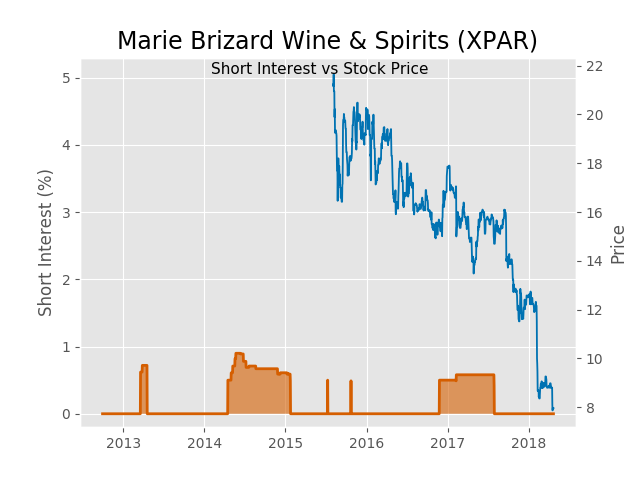 Marie Brizard Wine & Spirits (XPAR)
Short Interest vs Stock Price
Short Interest (%)
5
4
3
2
1
0
22
20
18
16
14
12
10
8
Price
2013 2014 2015 2016 2017 2018